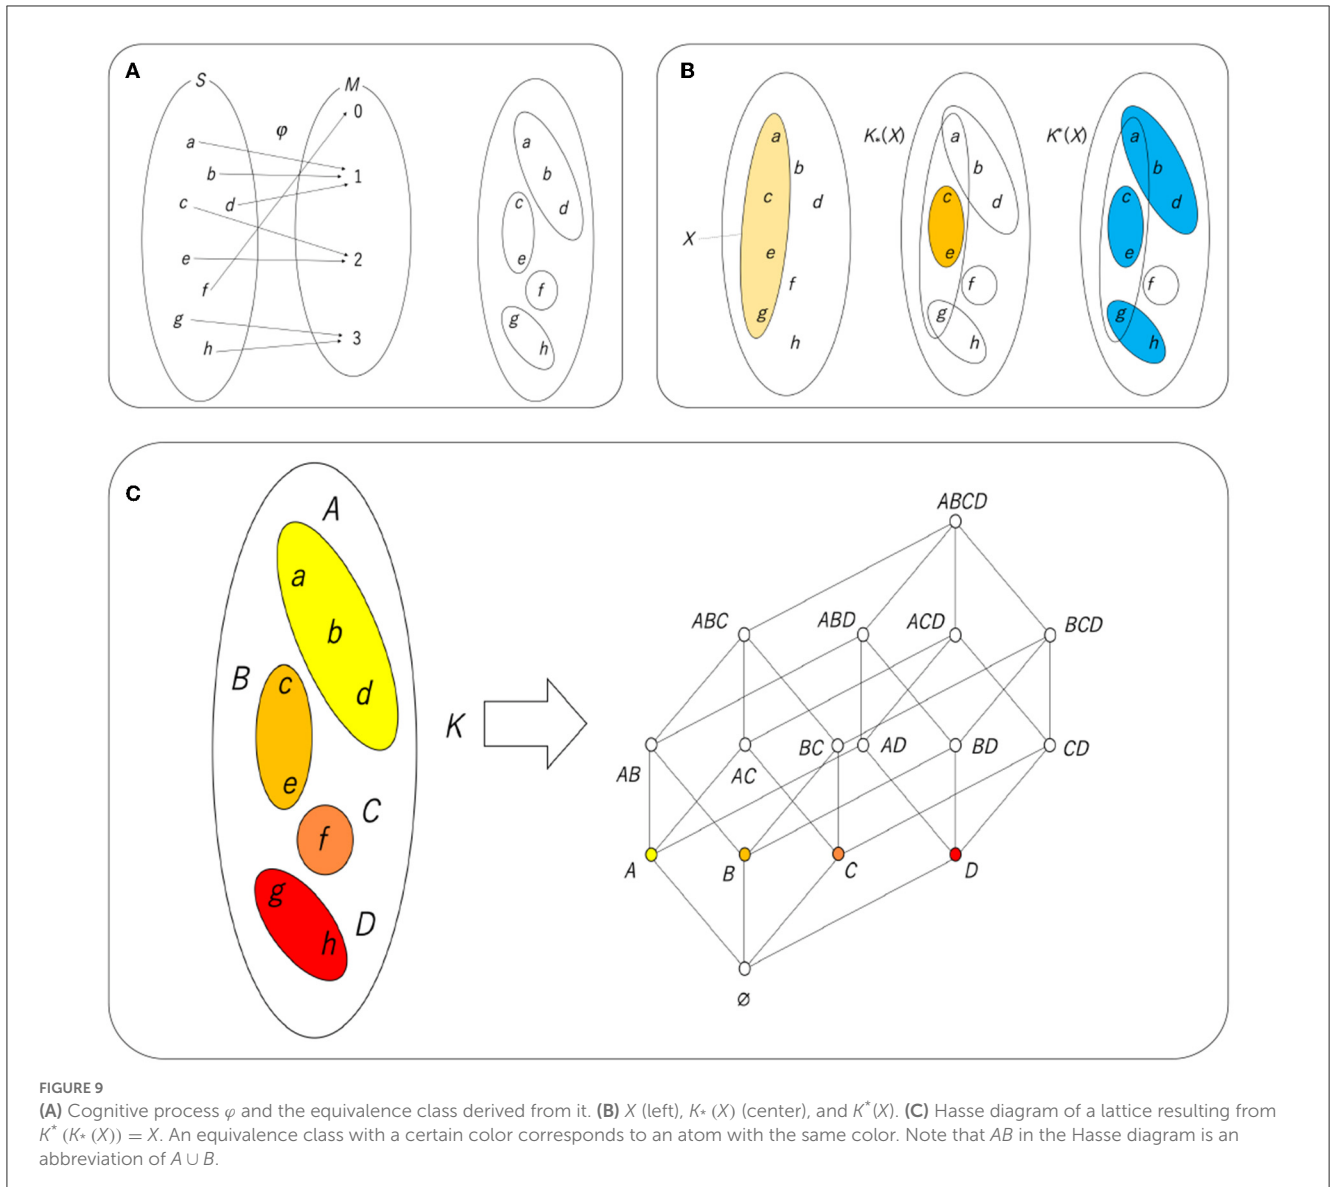 A
S
M
φ
0
a
b
1
c
d
2
e
f
g
3
h
a
b
c
d
e
f
g
h
B
X
a
b
c
d
e
f
g
h
K*(X)
a
b
c
d
e
f
g
h
K*(X)
a
b
c
d
e
f
g
h
C
A
a
b
B
c
d
e
C
f
g
D
h
K
ABCD
ABC
ABD
ACD
BCD
AB
AC
BC
AD
BD
CD
A
B
C
D
∅
FIGURE 9
(A) Cognitive process φ and the equivalence class derived from it. (B) X (left), K* (X) (center), and K*(X). (C) Hasse diagram of a lattice resulting from
K* (K* (X)) = X. An equivalence class with a certain color corresponds to an atom with the same color. Note that AB in the Hasse diagram is an
abbreviation of A ∪ B.